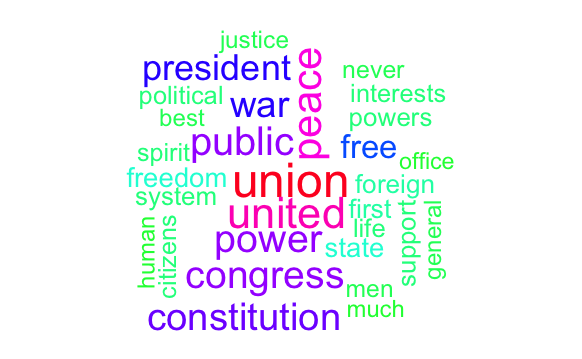 justice
president
never
peace
political
interests
war
best
powers
public
free
spirit
office
freedom
union
foreign
system
united
first
life
support
general
human
citizens
power
state
congress
men
much
constitution